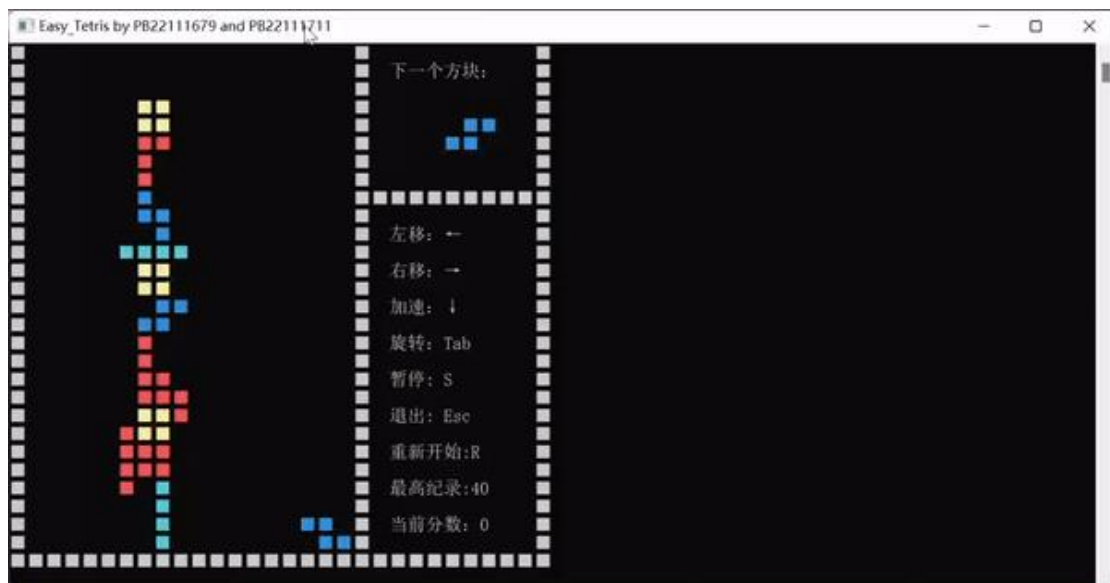 Easy_Tetris by PB22111679 and PB22111711
下一个方块：
左移：←
右移：→
加速：↓
旋转：Tab
暂停：S
退出：Esc
重新开始:R
最高纪录:40
当前分数：0